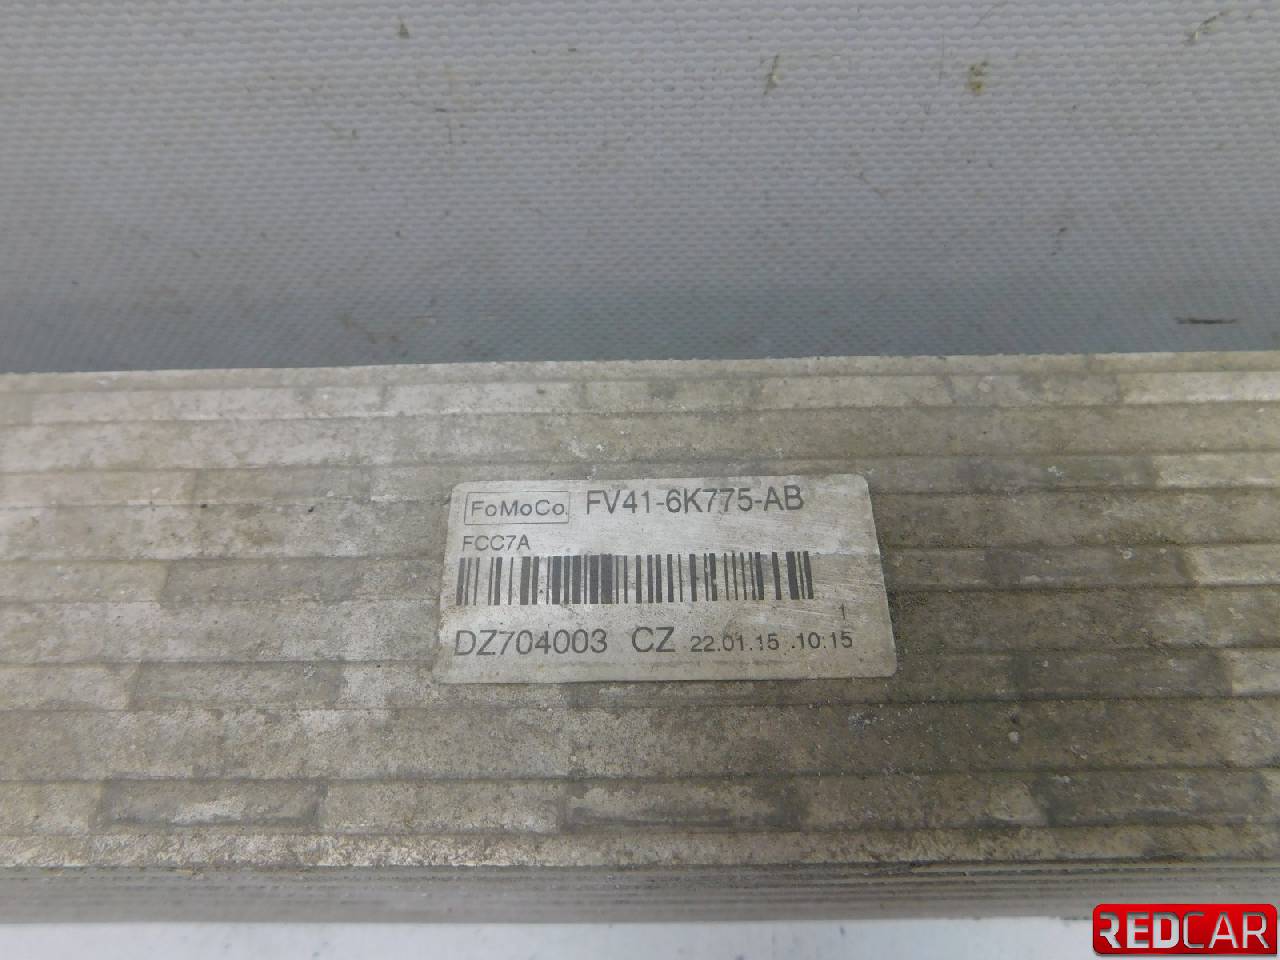 FoMoCo FV41-6K775-AB
FCC7A
1
DZ704003 CZ 22.01.15 .10:15
REDCAR